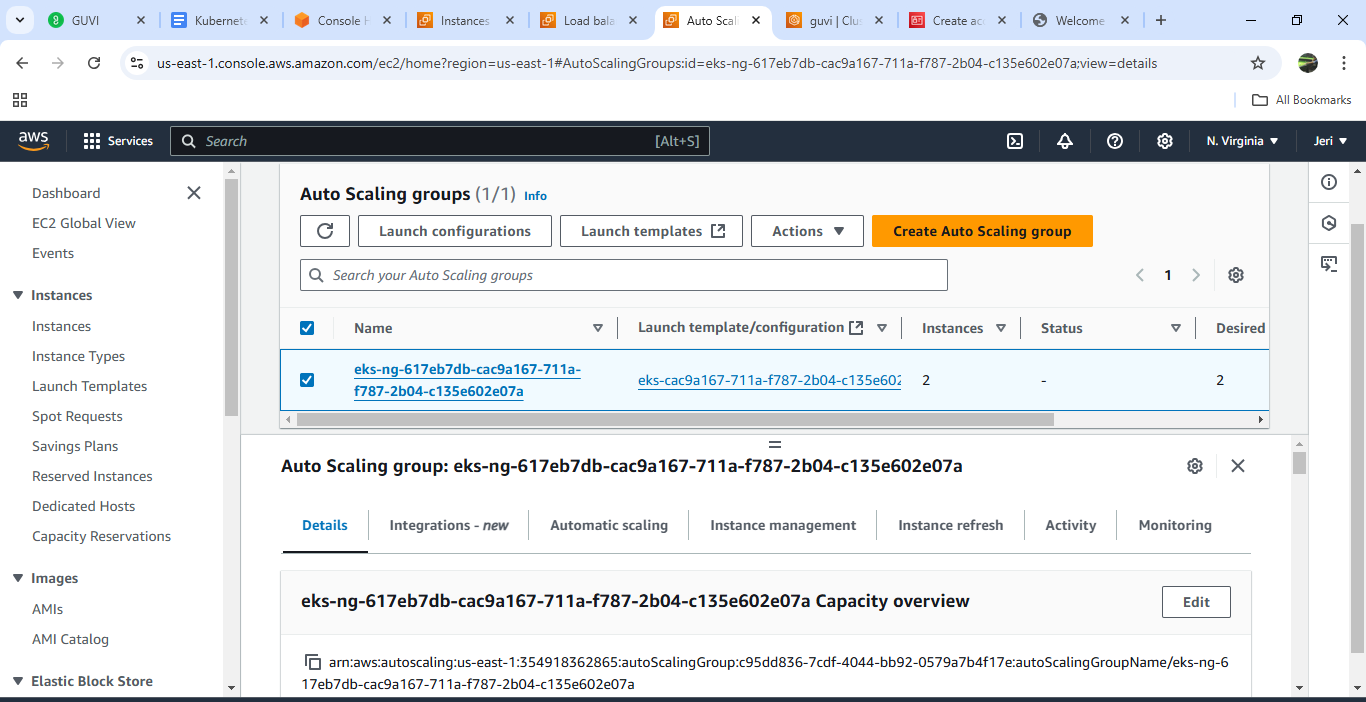 GUVI
Kubernete
Console H
Instances
Load bala
Auto Scali
guvi | Clus
Create acc
Welcome
us-east-1.console.aws.amazon.com/ec2/home?region=us-east-1#AutoScalingGroups:id=eks-ng-617eb7db-cac9a167-711a-f787-2b04-c135e602e07a;view=details
All Bookmarks
aws
Services
Search
[Alt+S]
N. Virginia
Jeri
Dashboard
EC2 Global View
Events
Instances
Instances
Instance Types
Launch Templates
Spot Requests
Savings Plans
Reserved Instances
Dedicated Hosts
Capacity Reservations
Images
AMIs
AMI Catalog
Elastic Block Store
Auto Scaling groups (1/1) Info
Launch configurations
Launch templates
Actions
Create Auto Scaling group
Search your Auto Scaling groups
1
Name
Launch template/configuration
Instances
Status
Desired
eks-ng-617eb7db-cac9a167-711a-
f787-2b04-c135e602e07a
eks-cac9a167-711a-f787-2b04-c135e602
2
-
2
Auto Scaling group: eks-ng-617eb7db-cac9a167-711a-f787-2b04-c135e602e07a
Details
Integrations - new
Automatic scaling
Instance management
Instance refresh
Activity
Monitoring
eks-ng-617eb7db-cac9a167-711a-f787-2b04-c135e602e07a Capacity overview
Edit
arn:aws:autoscaling:us-east-1:354918362865:autoScalingGroup:c95dd836-7cdf-4044-bb92-0579a7b4f17e:autoScalingGroupName/eks-ng-6
17eb7db-cac9a167-711a-f787-2b04-c135e602e07a